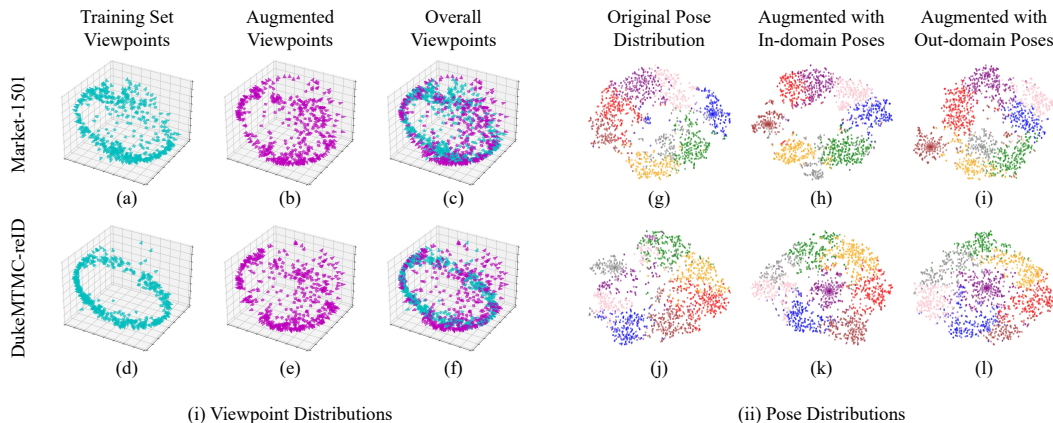 Training Set
Viewpoints
Augmented
Viewpoints
Overall
Viewpoints
Original Pose
Distribution
Augmented with
In-domain Poses
Augmented with
Out-domain Poses
Market-1501
(a)
(b)
(c)
(g)
(h)
(i)
DukeMTMC-reID
(d)
(e)
(f)
(j)
(k)
(l)
(i) Viewpoint Distributions
(ii) Pose Distributions